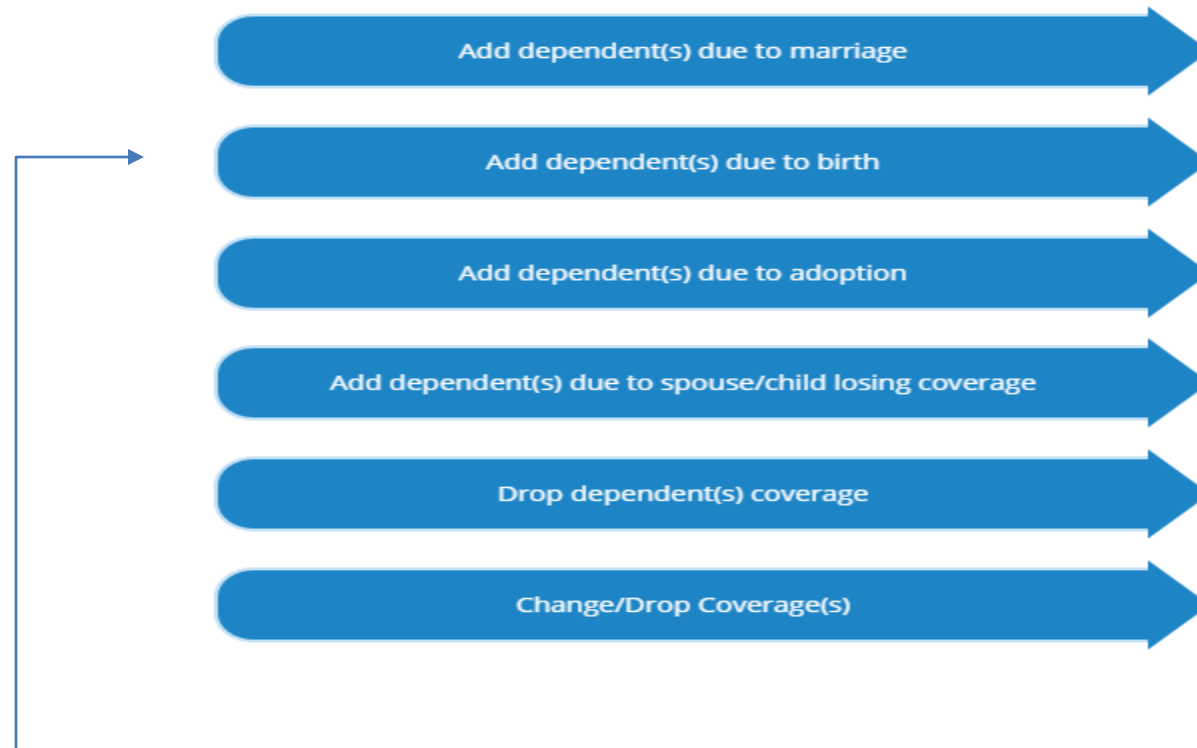 Add dependent(s) due to marriage
Add dependent(s) due to birth
Add dependent(s) due to adoption
Add dependent(s) due to spouse/child losing coverage
Drop dependent(s) coverage
Change/Drop Coverage(s)